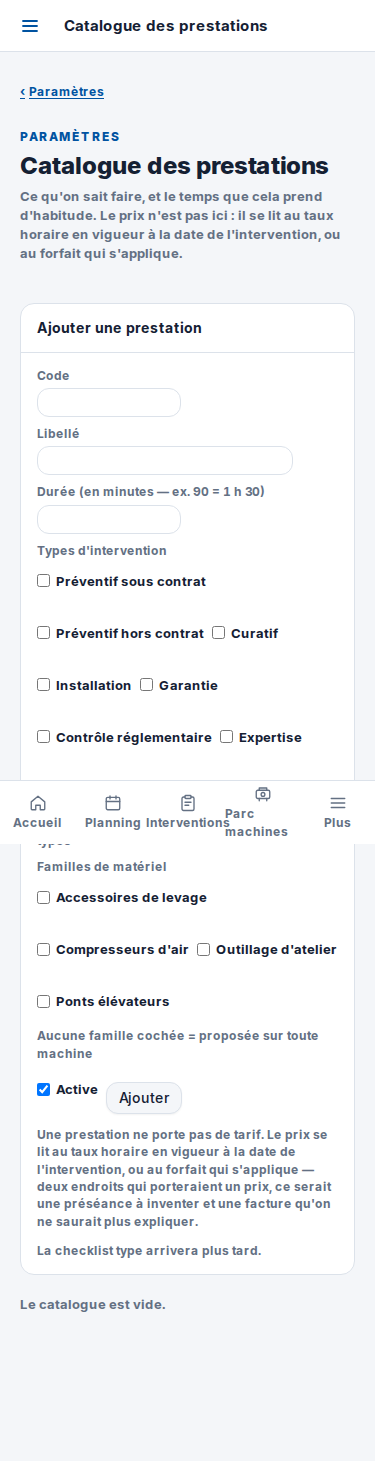 Catalogue des prestations
‹ Paramètres
PARAMÈTRES
Catalogue des prestations
Ce qu'on sait faire, et le temps que cela prend
d'habitude. Le prix n'est pas ici : il se lit au taux
horaire en vigueur à la date de l'intervention, ou
au forfait qui s'applique.
Ajouter une prestation
Code
Libellé
Durée (en minutes — ex. 90 = 1 h 30)
Types d'intervention
Préventif sous contrat
Préventif hors contrat Curatif
Installation Garantie
Contrôle réglementaire Expertise
Accueil Planning Interventions Parc machines Plus
types
Familles de matériel
Accessoires de levage
Compresseurs d'air Outillage d'atelier
Ponts élévateurs
Aucune famille cochée = proposée sur toute
machine
Active Ajouter
Une prestation ne porte pas de tarif. Le prix se
lit au taux horaire en vigueur à la date de
l'intervention, ou au forfait qui s'applique —
deux endroits qui porteraient un prix, ce serait
une préséance à inventer et une facture qu'on
ne saurait plus expliquer.
La checklist type arrivera plus tard.
Le catalogue est vide.